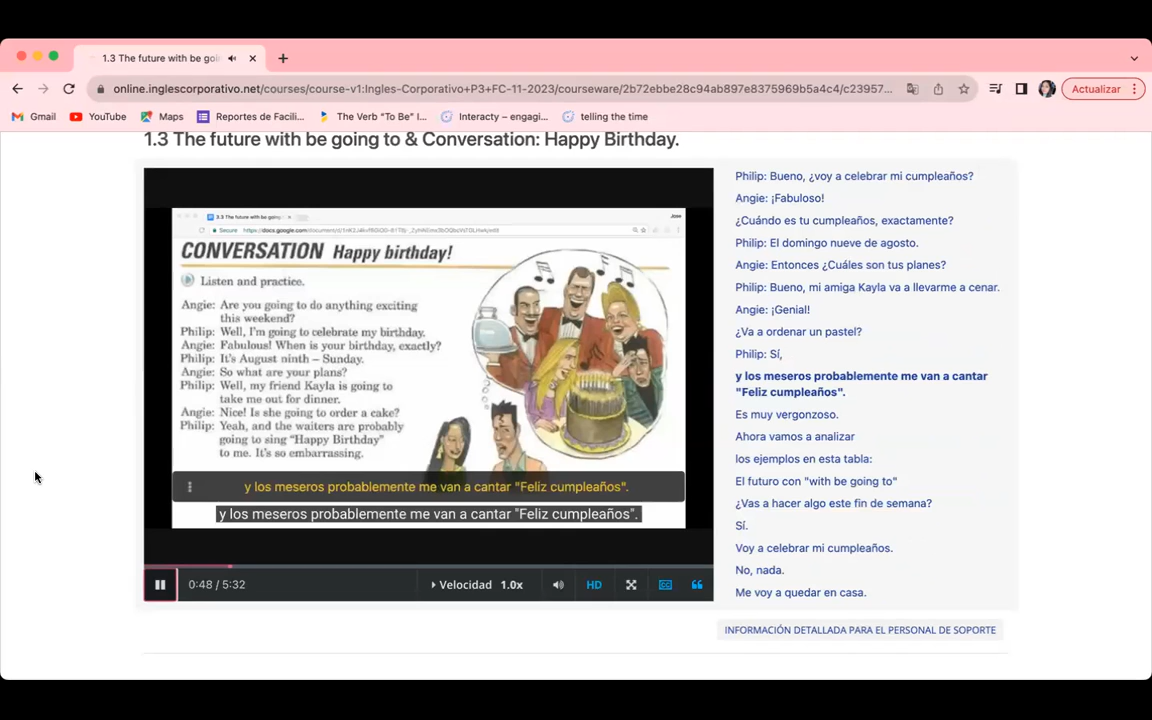 1.3 The future with be goi
online.inglescorporativo.net/courses/course-v1:Ingles-Corporativo+P3+FC-11-2023/courseware/2b72ebbe28c94ab897e8375969b5a4c4/c23957...
Actualizar
Gmail
YouTube
Maps
Reportes de Facili...
The Verb "To Be" I...
Interacty – engagi...
telling the time
1.3 The future with be going to & Conversation: Happy Birthday.
3.3 The future with be going
Jose
Secure
CONVERSATION Happy birthday!
Listen and practice.
Angie: Are you going to do anything exciting
this weekend?
Philip: Well, I'm going to celebrate my birthday.
Angie: Fabulous! When is your birthday, exactly?
Philip: It's August ninth – Sunday.
Angie: So what are your plans?
Philip: Well, my friend Kayla is going to
take me out for dinner.
Angie: Nice! Is she going to order a cake?
Philip: Yeah, and the waiters are probably
going to sing "Happy Birthday"
to me. It's so embarrassing.
y los meseros probablemente me van a cantar "Feliz cumpleaños".
y los meseros probablemente me van a cantar "Feliz cumpleaños".
0:48 / 5:32
Velocidad 1.0x
HD
Philip: Bueno, ¿voy a celebrar mi cumpleaños?
Angie: ¡Fabuloso!
¿Cuándo es tu cumpleaños, exactamente?
Philip: El domingo nueve de agosto.
Angie: Entonces ¿Cuáles son tus planes?
Philip: Bueno, mi amiga Kayla va a llevarme a cenar.
Angie: ¡Genial!
¿Va a ordenar un pastel?
Philip: Sí,
y los meseros probablemente me van a cantar
"Feliz cumpleaños".
Es muy vergonzoso.
Ahora vamos a analizar
los ejemplos en esta tabla:
El futuro con "with be going to"
¿Vas a hacer algo este fin de semana?
Sí.
Voy a celebrar mi cumpleaños.
No, nada.
Me voy a quedar en casa.
INFORMACIÓN DETALLADA PARA EL PERSONAL DE SOPORTE